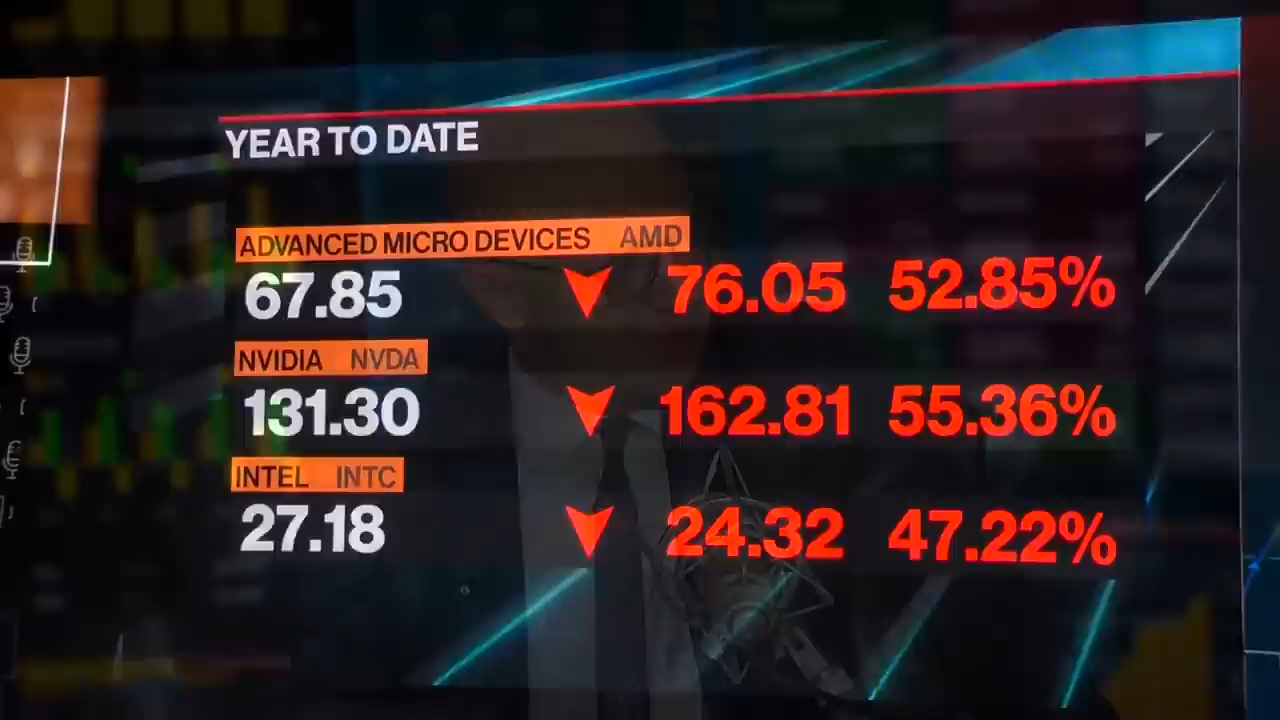 YEAR TO DATE
ADVANCED MICRO DEVICES AMD
67.85 76.05 52.85%
NVIDIA NVDA
131.30 162.81 55.36%
INTEL INTC
27.18 24.32 47.22%